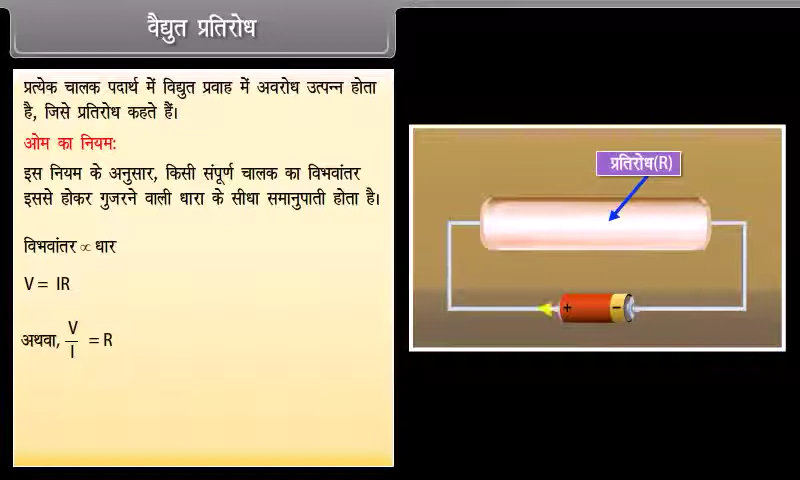 वैद्युत प्रतिरोध
प्रत्येक चालक पदार्थ में विद्युत प्रवाह में अवरोध उत्पन्न होता
है, जिसे प्रतिरोध कहते हैं।
ओम का नियम:
इस नियम के अनुसार, किसी संपूर्ण चालक का विभवांतर
इससे होकर गुजरने वाली धारा के सीधा समानुपाती होता है।
विभवांतर ∝ धार
V = IR
अथवा, V/I = R
प्रतिरोध(R)
+ −